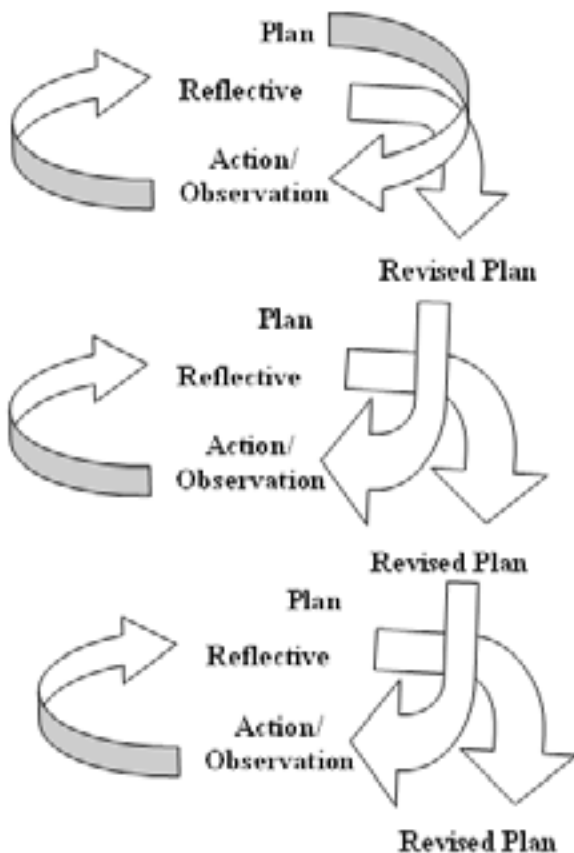 Plan
Reflective
Action/
Observation
Revised Plan
Plan
Reflective
Action/
Observation
Revised Plan
Plan
Reflective
Action/
Observation
Revised Plan